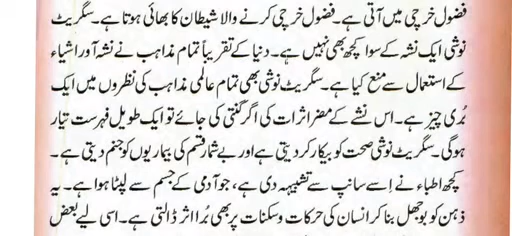 فضول خرچی میں آتی ہے۔ فضول خرچی کرنے والا شیطان کا بھائی ہوتا ہے۔ سگریٹ
نوشی ایک نشہ کے سوا کچھ بھی نہیں ہے۔ دنیا کے تقریباً تمام مذاہب نے نشہ آور اشیاء
کے استعمال سے منع کیا ہے۔ سگریٹ نوشی بھی تمام عالمی مذاہب کی نظروں میں ایک
بُری چیز ہے۔ اس نشے کے مضر اثرات کی اگر گنتی کی جائے تو ایک طویل فہرست تیار
ہوگی۔ سگریٹ نوشی صحت کو بیکار کر دیتی ہے اور بے شمار قسم کی بیماریوں کو جنم دیتی ہے۔
کچھ اطباء نے اِسے سانپ سے تشبیہہ دی ہے، جو آدمی کے جسم سے لپٹا ہوا ہے۔ یہ
ذہن کو بوجھل بنا کر انسان کی حرکات و سکنات پر بھی بُرا اثر ڈالتی ہے۔ اسی لیے بعض